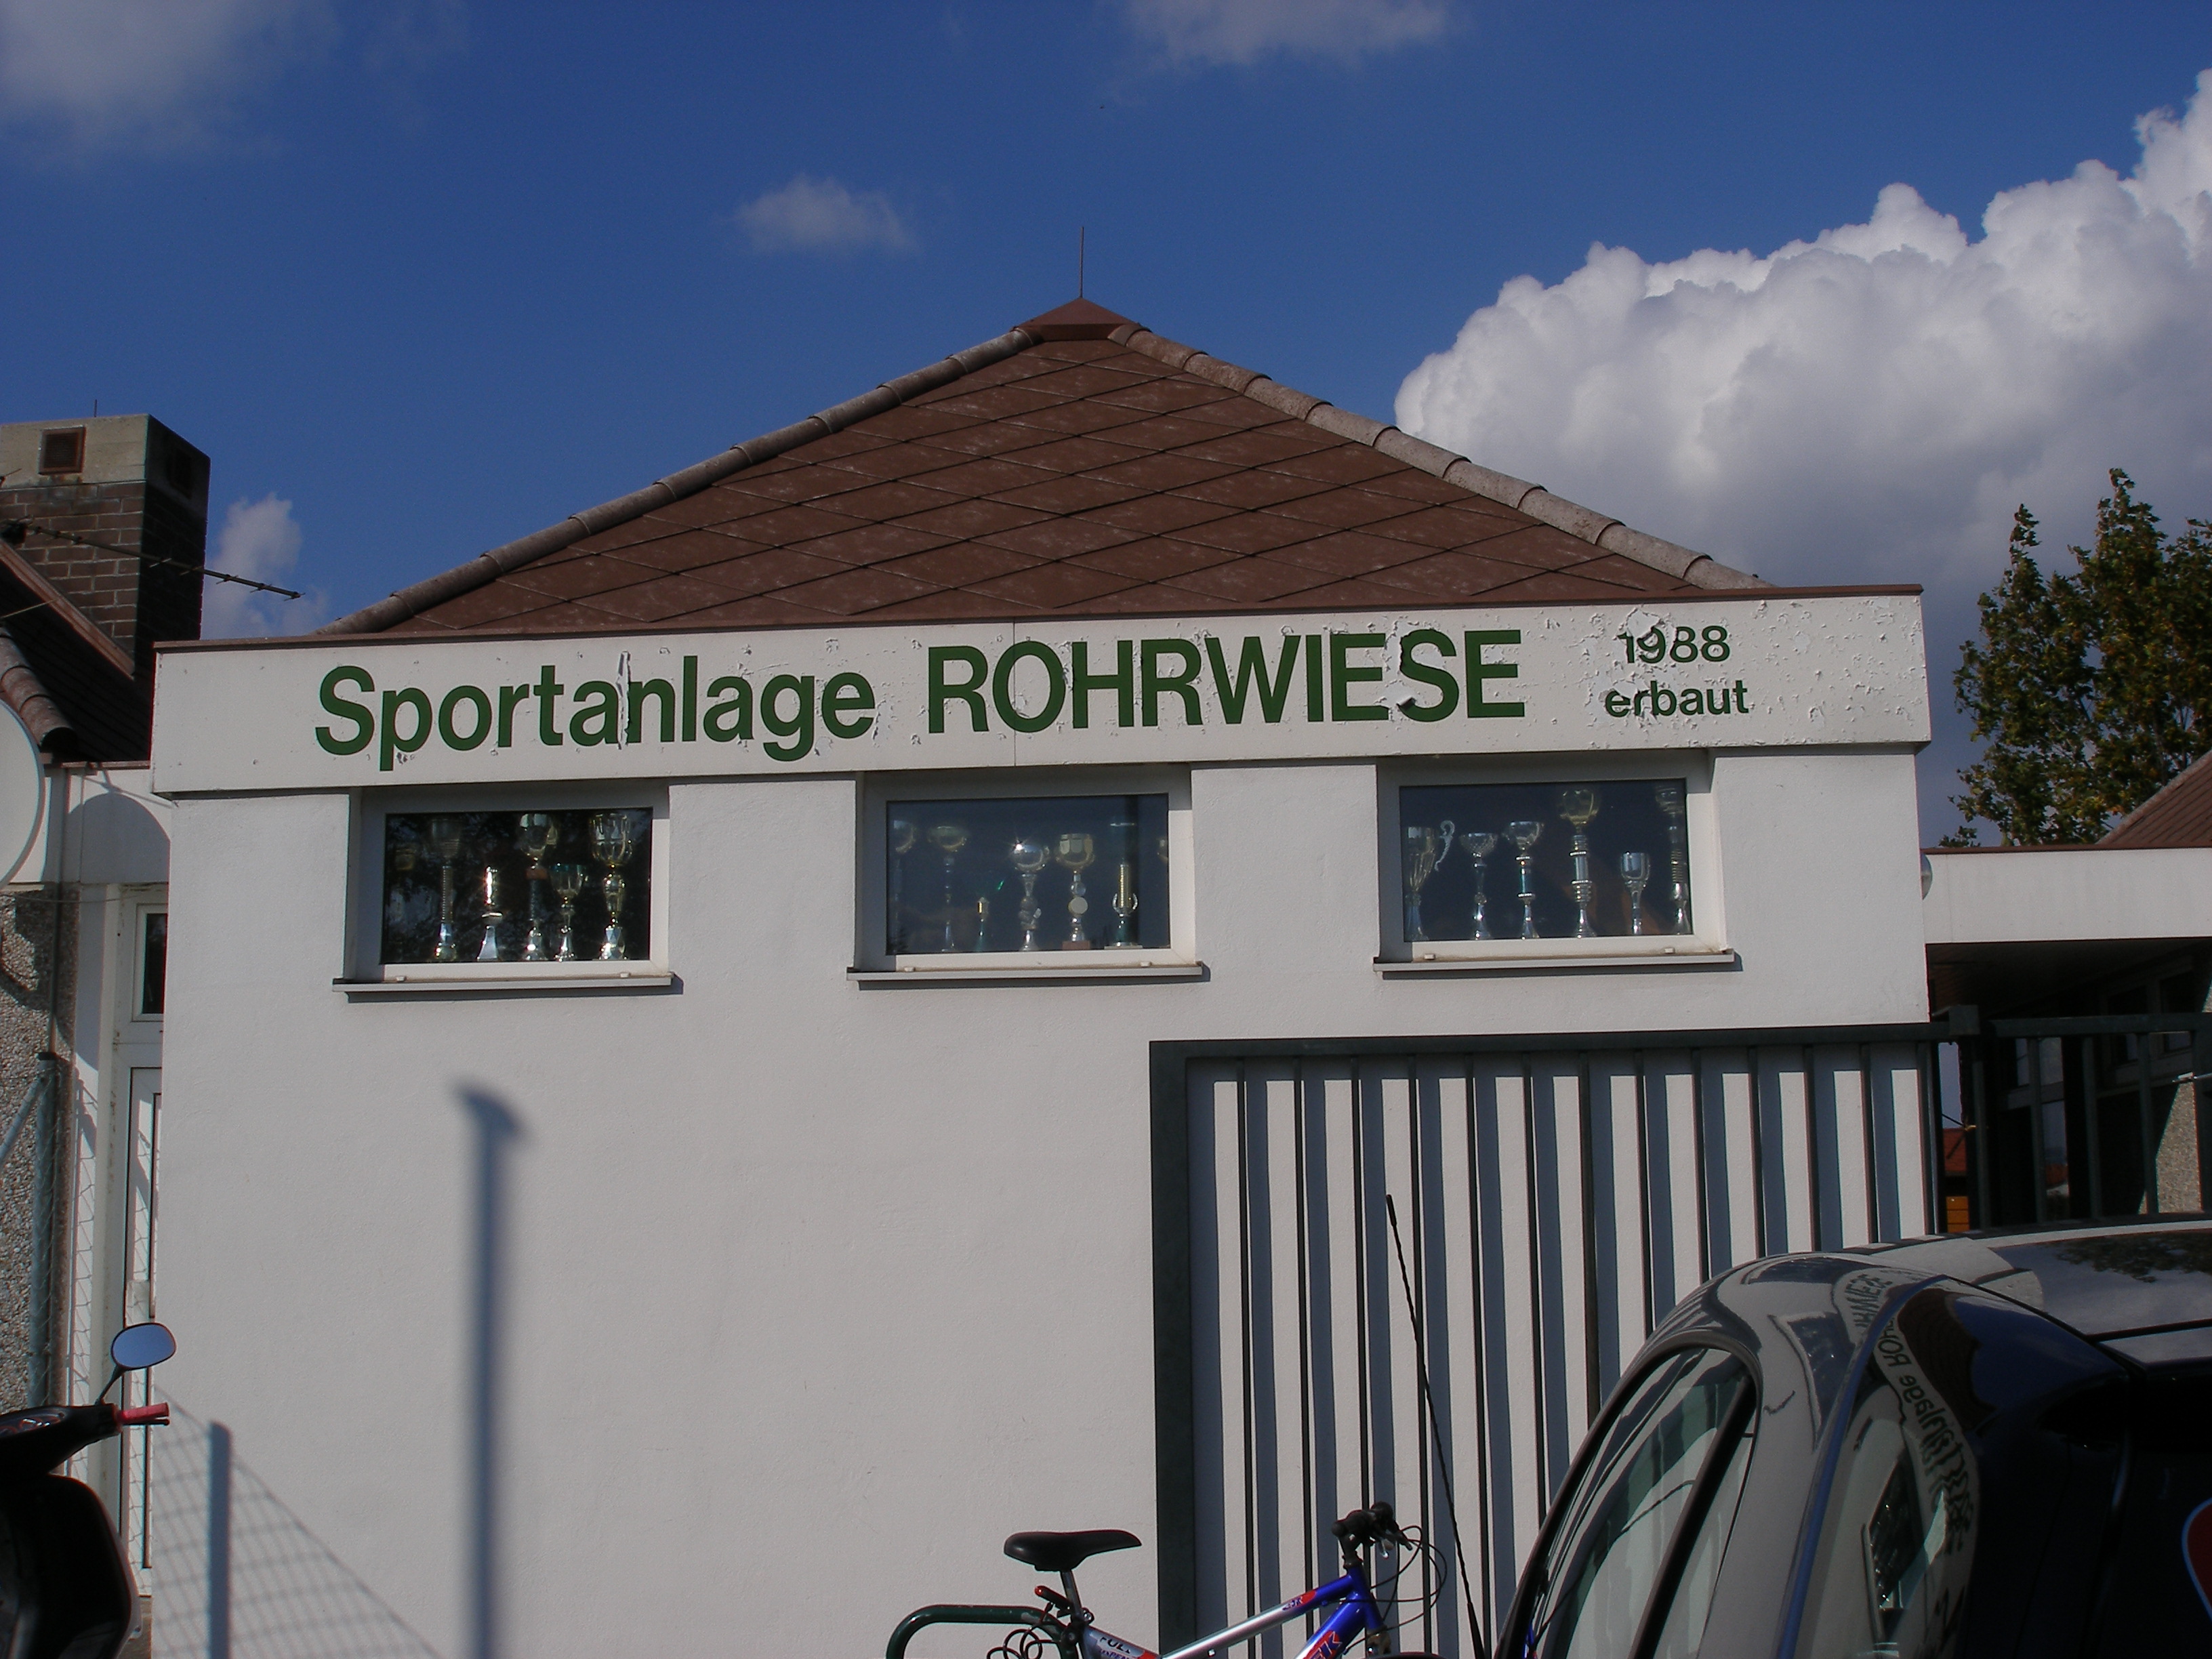 Sportanlage ROHRWIESE
1988
erbaut